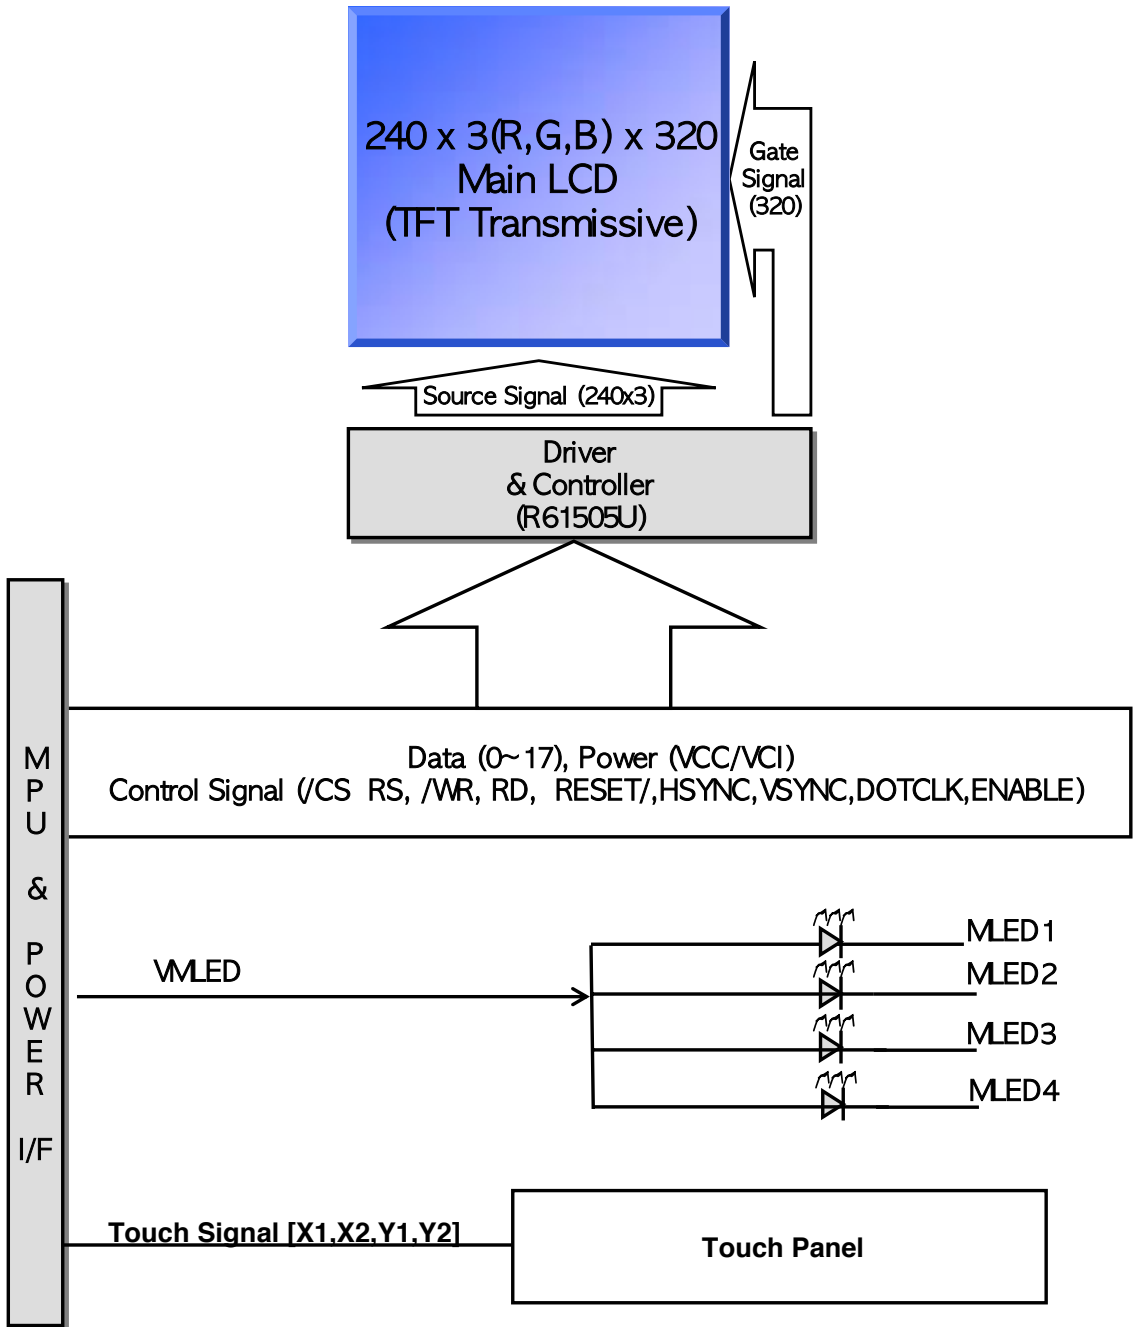 240 x 3(R,G,B) x 320
Main LCD
(TFT Transmissive)
Gate
Signal
(320)
Source Signal (240x3)
Driver
& Controller
(R61505U)
MPU & POWER I/F
Data (0~17), Power (VCC/VCI)
Control Signal (/CS RS, /WR, RD, RESET/,HSYNC,VSYNC,DOTCLK,ENABLE)
VMLED
MLED1
MLED2
MLED3
MLED4
Touch Signal [X1,X2,Y1,Y2]
Touch Panel